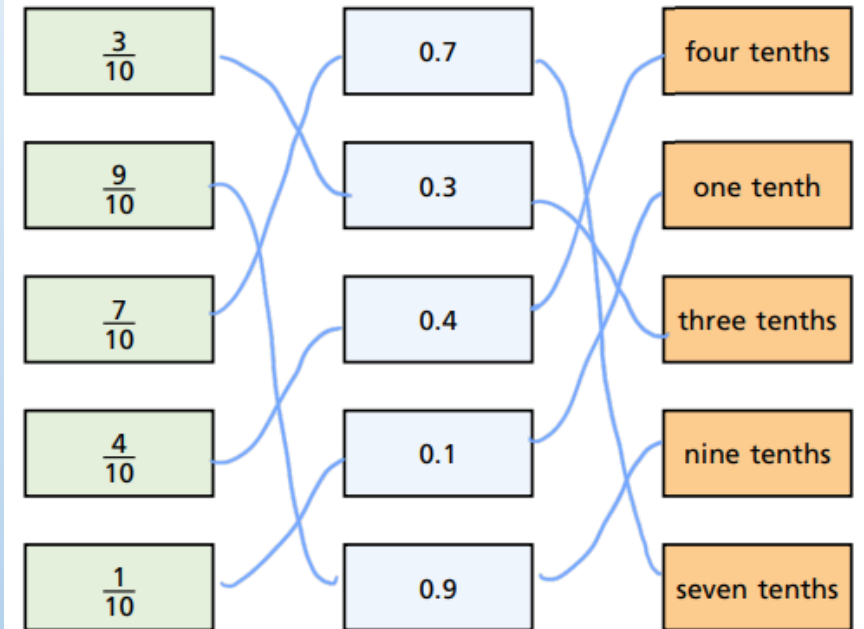 3/10 0.7 four tenths
9/10 0.3 one tenth
7/10 0.4 three tenths
4/10 0.1 nine tenths
1/10 0.9 seven tenths